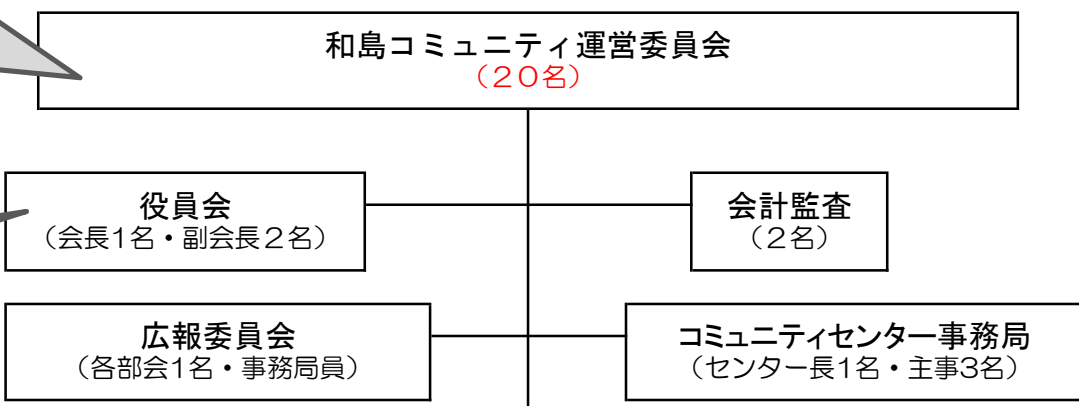 和島コミュニティ運営委員会
（２０名）
役員会
（会長1名・副会長２名）
会計監査
（２名）
広報委員会
（各部会1名・事務局員）
コミュニティセンター事務局
（センター長1名・主事3名）